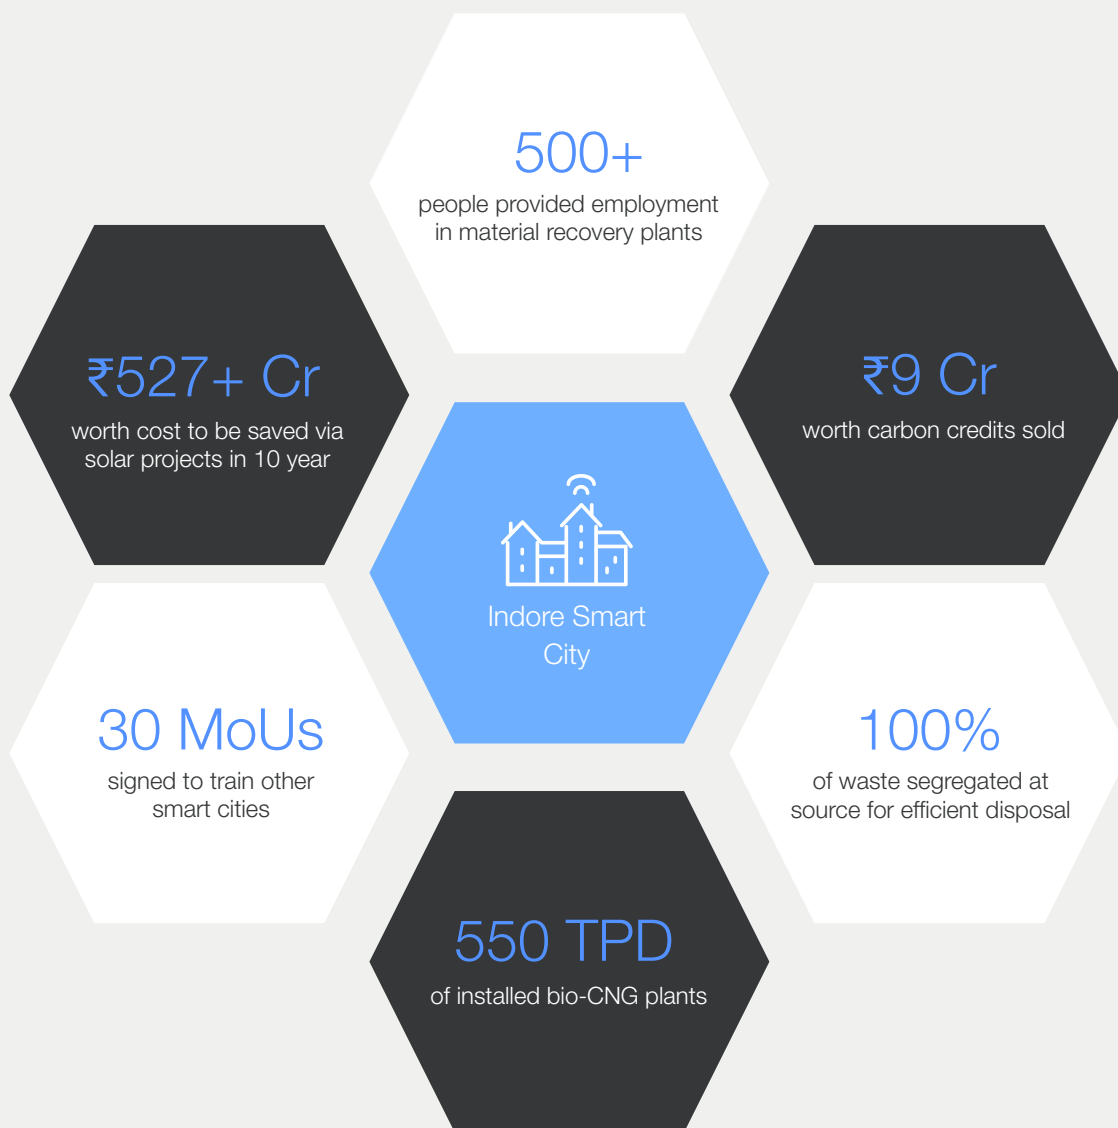 500+
people provided employment
in material recovery plants
₹527+ Cr
worth cost to be saved via
solar projects in 10 year
₹9 Cr
worth carbon credits sold
Indore Smart
City
30 MoUs
signed to train other
smart cities
100%
of waste segregated at
source for efficient disposal
550 TPD
of installed bio-CNG plants